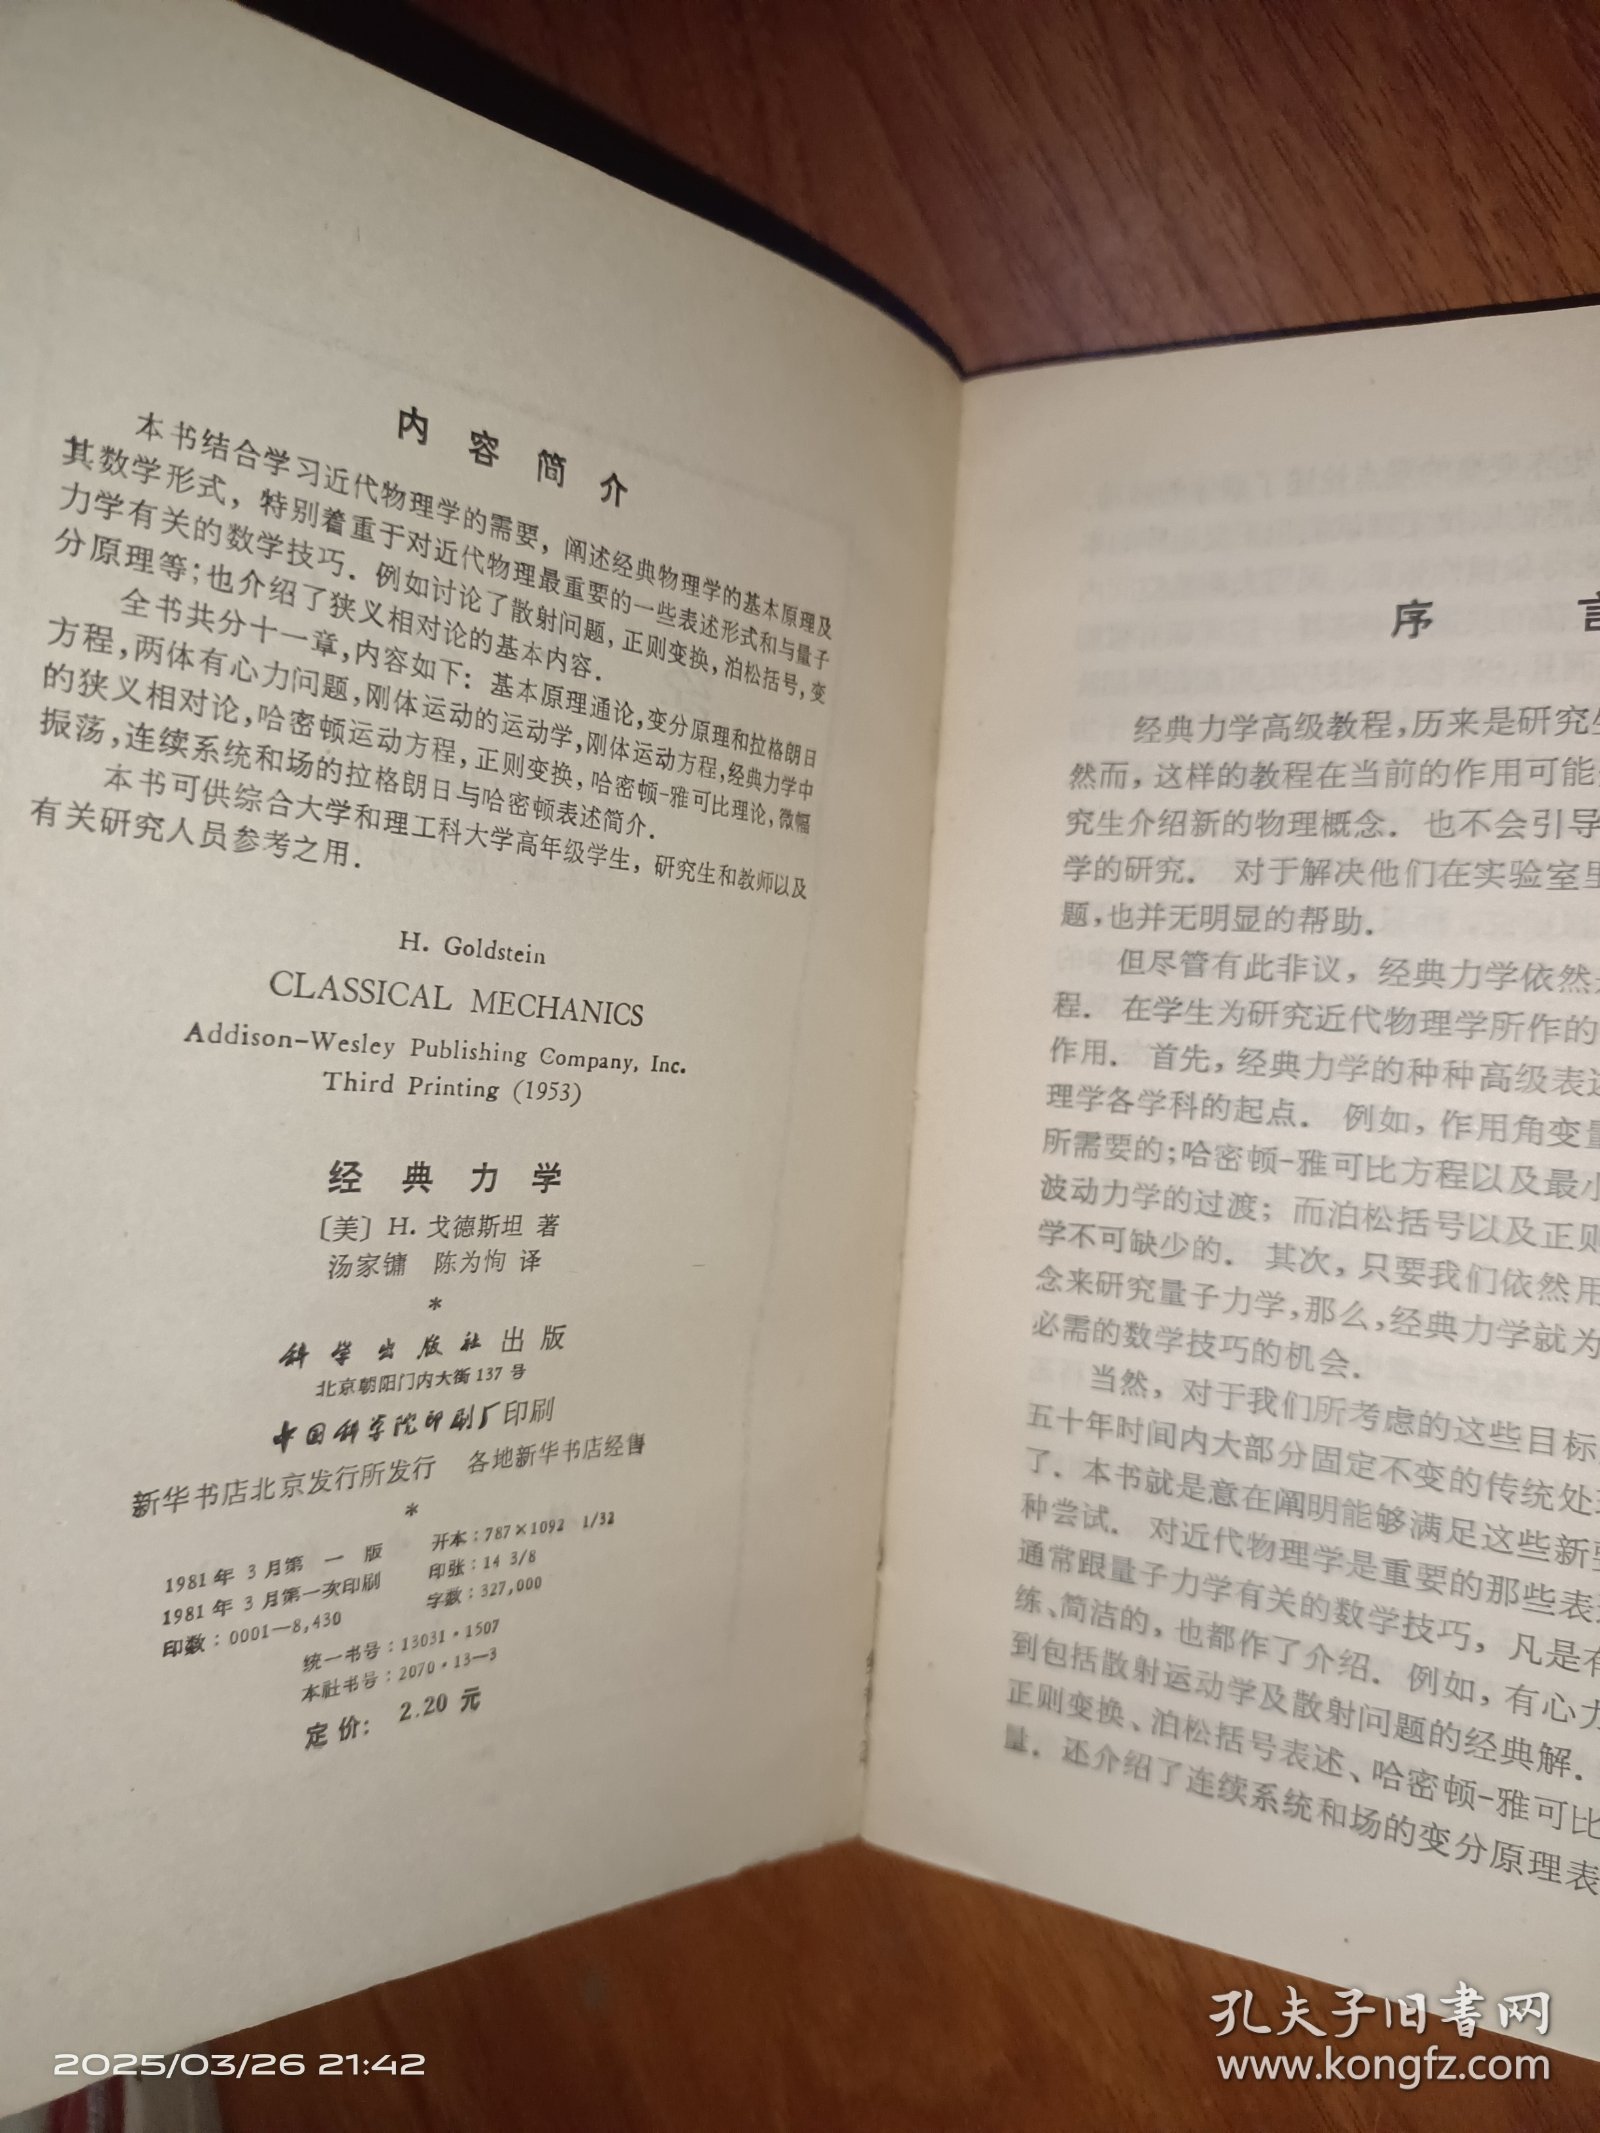 内容简介
本书结合学习近代物理学的需要，阐述经典物理学的基本原理及
其数学形式，特别着重于对近代物理最重要的一些表述形式和与量子
力学有关的数学技巧．例如讨论了散射问题，正则变换，泊松括号，变
分原理等；也介绍了狭义相对论的基本内容．
全书共分十一章，内容如下：基本原理通论，变分原理和拉格朗日
方程，两体有心力问题，刚体运动的运动学，刚体运动方程，经典力学中
的狭义相对论，哈密顿运动方程，正则变换，哈密顿-雅可比理论，微幅
振荡，连续系统和场的拉格朗日与哈密顿表述简介．
本书可供综合大学和理工科大学高年级学生，研究生和教师以及
有关研究人员参考之用．
H. Goldstein
CLASSICAL MECHANICS
Addison-Wesley Publishing Company, Inc.
Third Printing (1953)
经典力学
〔美〕H. 戈德斯坦 著
汤家镛 陈为恂 译
*
科学出版社出版
北京朝阳门内大街 137 号
中国科学院印刷厂印刷
新华书店北京发行所发行 各地新华书店经售
*
1981年3月第一版 开本：787×1092 1/32
1981年3月第一次印刷 印张：14 3/8
印数：0001—8,430 字数：327,000
统一书号：13031·1507
本社书号：2070·13—3
定价： 2.20 元
序 言
经典力学高级教程，历来是研究生
然而，这样的教程在当前的作用可能
究生介绍新的物理概念．也不会引导
学的研究．对于解决他们在实验室里
题，也并无明显的帮助．
但尽管有此非议，经典力学依然
程．在学生为研究近代物理学所作的
作用．首先，经典力学的种种高级表述
理学各学科的起点．例如，作用角变量
所需要的；哈密顿-雅可比方程以及最小
波动力学的过渡；而泊松括号以及正则
学不可缺少的．其次，只要我们依然用
念来研究量子力学，那么，经典力学就为
必需的数学技巧的机会．
当然，对于我们所考虑的这些目标
五十年时间内大部分固定不变的传统处
了．本书就是意在阐明能够满足这些新要
种尝试．对近代物理学是重要的那些表
通常跟量子力学有关的数学技巧，凡是有
练、简洁的，也都作了介绍．例如，有心力
到包括散射运动学及散射问题的经典解．
正则变换、泊松括号表述、哈密顿-雅可比
量．还介绍了连续系统和场的变分原理表
2025/03/26 21:42
孔夫子旧书网
www.kongfz.com